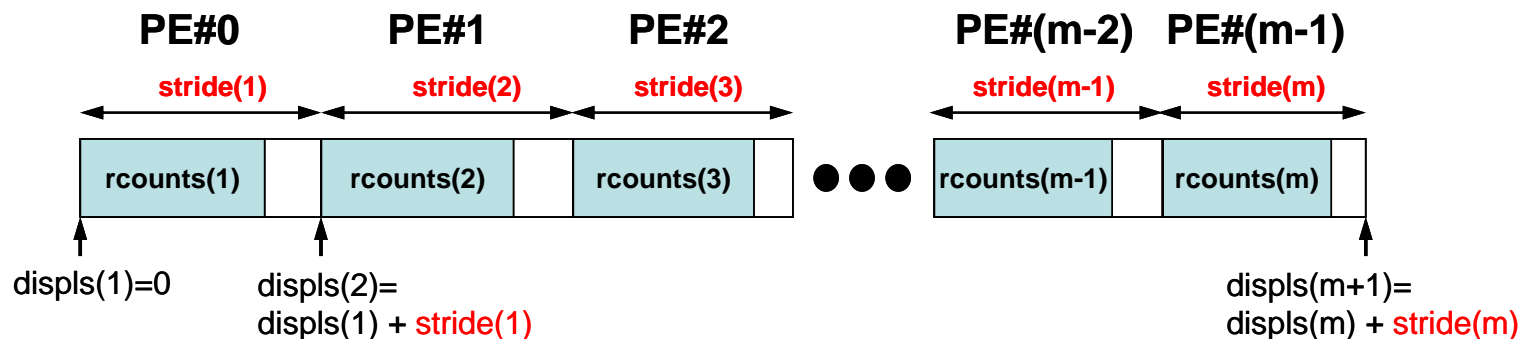 PE#0 PE#1 PE#2 PE#(m-2) PE#(m-1)
stride(1) stride(2) stride(3) stride(m-1) stride(m)
rcounts(1) rcounts(2) rcounts(3) rcounts(m-1) rcounts(m)
displs(1)=0 displs(2)= displs(m+1)=
displs(1) + stride(1) displs(m) + stride(m)